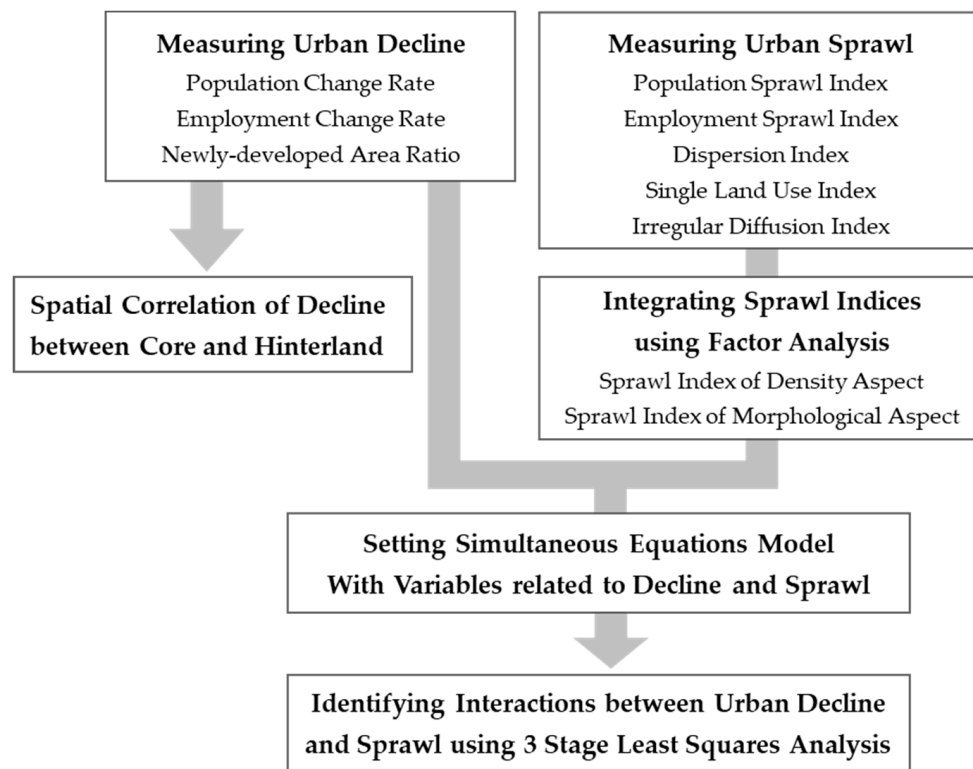 Measuring Urban Decline
Population Change Rate
Employment Change Rate
Newly-developed Area Ratio
Measuring Urban Sprawl
Population Sprawl Index
Employment Sprawl Index
Dispersion Index
Single Land Use Index
Irregular Diffusion Index
Spatial Correlation of Decline
between Core and Hinterland
Integrating Sprawl Indices
using Factor Analysis
Sprawl Index of Density Aspect
Sprawl Index of Morphological Aspect
Setting Simultaneous Equations Model
With Variables related to Decline and Sprawl
Identifying Interactions between Urban Decline
and Sprawl using 3 Stage Least Squares Analysis